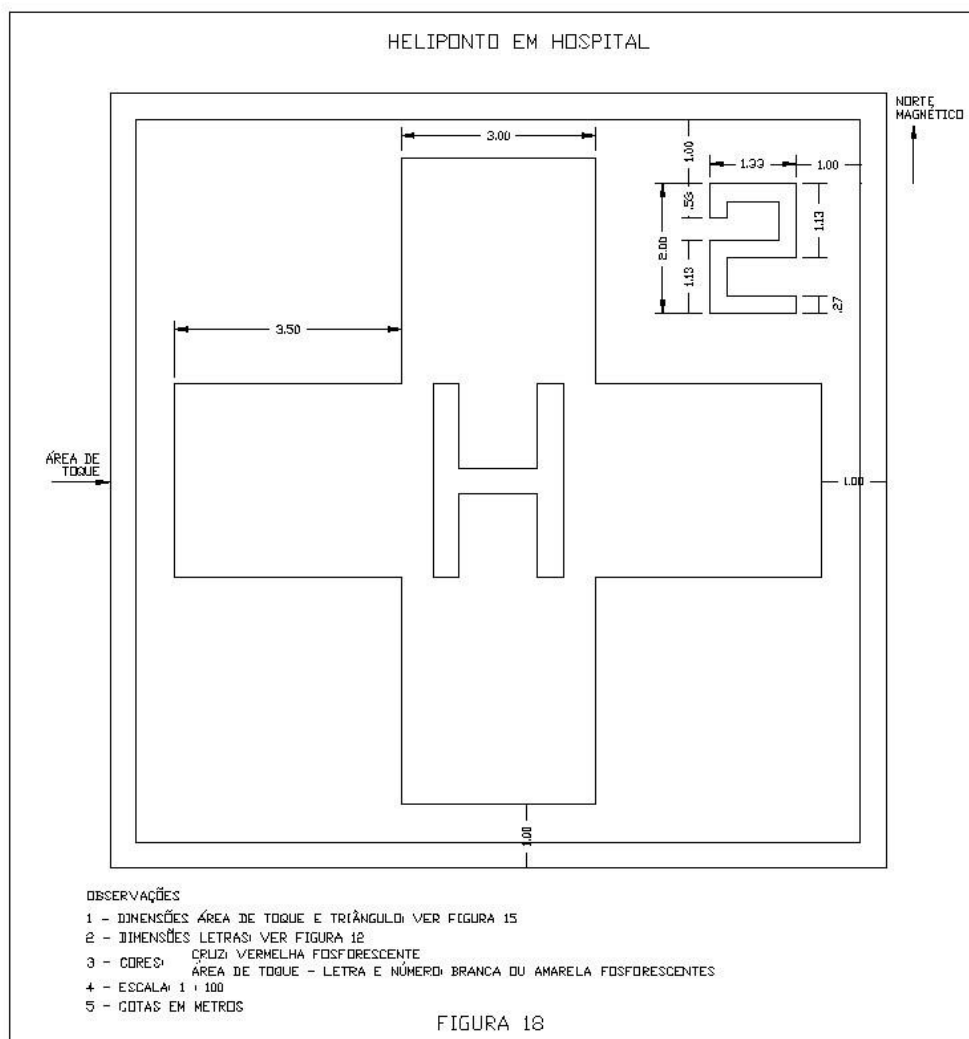 HELIPONTO EM HOSPITAL
NORTE
MAGNÉTICO
3.00
1.00
1.33
1.00
.53
2.00
1.13
1.13
.27
2
3.50
H
ÁREA DE
TOQUE
1.00
1.00
OBSERVAÇÕES
1 - DIMENSÕES ÁREA DE TOQUE E TRIÂNGULO: VER FIGURA 15
2 - DIMENSÕES LETRAS: VER FIGURA 12
3 - CORES: CRUZ: VERMELHA FOSFORESCENTE
ÁREA DE TOQUE - LETRA E NÚMERO: BRANCA OU AMARELA FOSFORESCENTES
4 - ESCALA: 1 : 100
5 - COTAS EM METROS
FIGURA 18